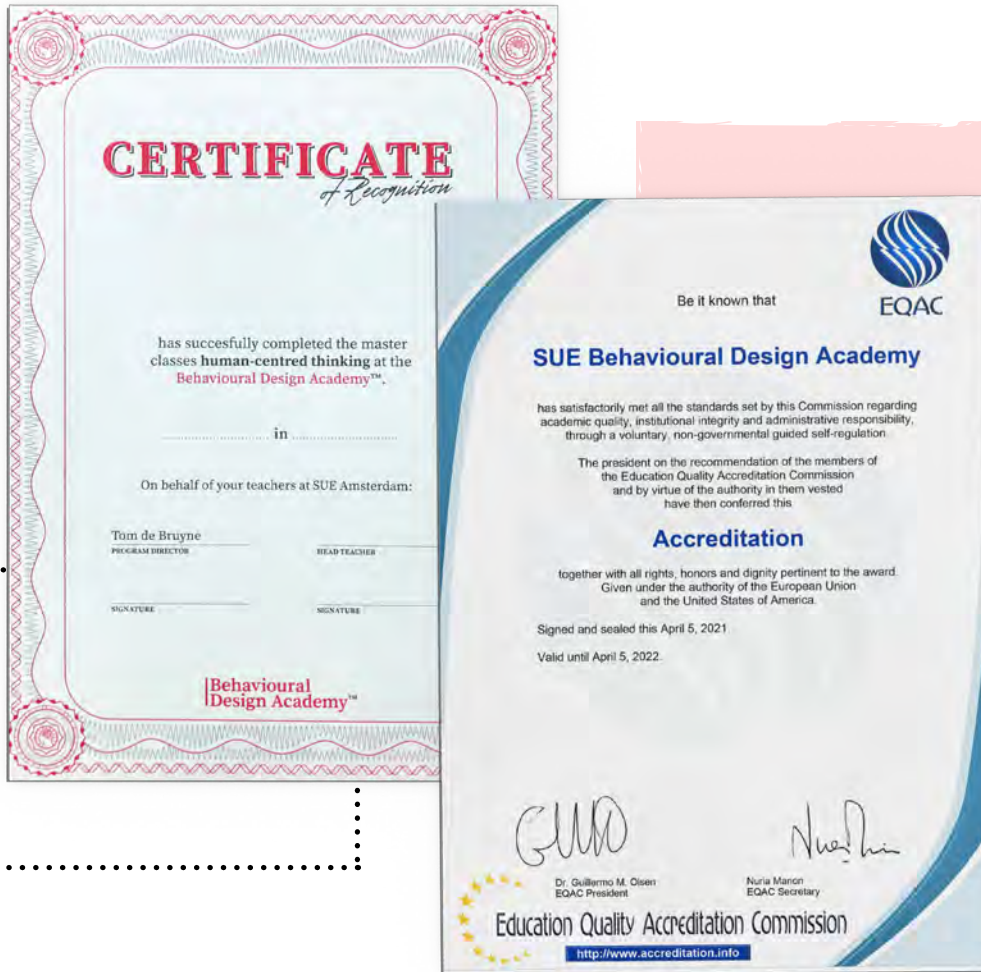 CERTIFICATE
of Recognition
has succesfully completed the master
classes human-centred thinking at the
Behavioural Design Academy™.
........................... in ...........................
On behalf of your teachers at SUE Amsterdam:
Tom de Bruyne
PROGRAM DIRECTOR
HEAD TEACHER
SIGNATURE
SIGNATURE
Behavioural
Design Academy™
EQAC
Be it known that
SUE Behavioural Design Academy
has satisfactorily met all the standards set by this Commission regarding
academic quality, institutional integrity and administrative responsibility,
through a voluntary, non-governmental guided self-regulation
The president on the recommendation of the members of
the Education Quality Accreditation Commission
and by virtue of the authority in them vested
have then conferred this
Accreditation
together with all rights, honors and dignity pertinent to the award.
Given under the authority of the European Union
and the United States of America.
Signed and sealed this April 5, 2021
Valid until April 5, 2022.
Dr. Guillermo M. Olsen
EQAC President
Nuria Marion
EQAC Secretary
Education Quality Accreditation Commission
http://www.accreditation.info